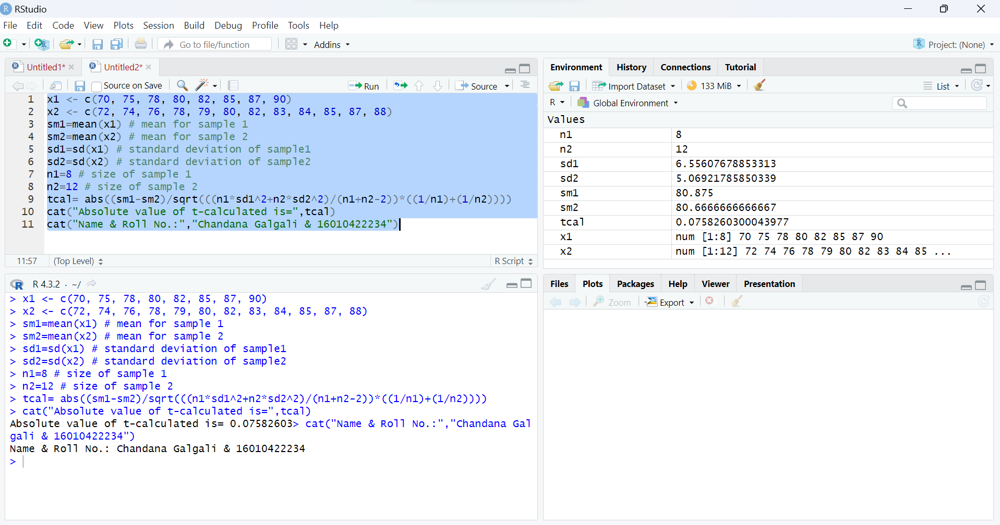 RStudio
File Edit Code View Plots Session Build Debug Profile Tools Help
Go to file/function Addins Project: (None)
Untitled1* Untitled2*
Source on Save Run Source
1 x1 <- c(70, 75, 78, 80, 82, 85, 87, 90)
2 x2 <- c(72, 74, 76, 78, 79, 80, 82, 83, 84, 85, 87, 88)
3 sm1=mean(x1) # mean for sample 1
4 sm2=mean(x2) # mean for sample 2
5 sd1=sd(x1) # standard deviation of sample1
6 sd2=sd(x2) # standard deviation of sample2
7 n1=8 # size of sample 1
8 n2=12 # size of sample 2
9 tcal= abs((sm1-sm2)/sqrt(((n1*sd1^2+n2*sd2^2)/(n1+n2-2))*((1/n1)+(1/n2))))
10 cat("Absolute value of t-calculated is=",tcal)
11 cat("Name & Roll No.:","Chandana Galgali & 16010422234")
11:57 (Top Level) R Script
R 4.3.2 · ~/
> x1 <- c(70, 75, 78, 80, 82, 85, 87, 90)
> x2 <- c(72, 74, 76, 78, 79, 80, 82, 83, 84, 85, 87, 88)
> sm1=mean(x1) # mean for sample 1
> sm2=mean(x2) # mean for sample 2
> sd1=sd(x1) # standard deviation of sample1
> sd2=sd(x2) # standard deviation of sample2
> n1=8 # size of sample 1
> n2=12 # size of sample 2
> tcal= abs((sm1-sm2)/sqrt(((n1*sd1^2+n2*sd2^2)/(n1+n2-2))*((1/n1)+(1/n2))))
> cat("Absolute value of t-calculated is=",tcal)
Absolute value of t-calculated is= 0.07582603> cat("Name & Roll No.:","Chandana Gal
gali & 16010422234")
Name & Roll No.: Chandana Galgali & 16010422234
>
Environment History Connections Tutorial
Import Dataset 133 MiB List
R Global Environment
Values
n1 8
n2 12
sd1 6.55607678853313
sd2 5.06921785850339
sm1 80.875
sm2 80.6666666666667
tcal 0.0758260300043977
x1 num [1:8] 70 75 78 80 82 85 87 90
x2 num [1:12] 72 74 76 78 79 80 82 83 84 85 ...
Files Plots Packages Help Viewer Presentation
Zoom Export